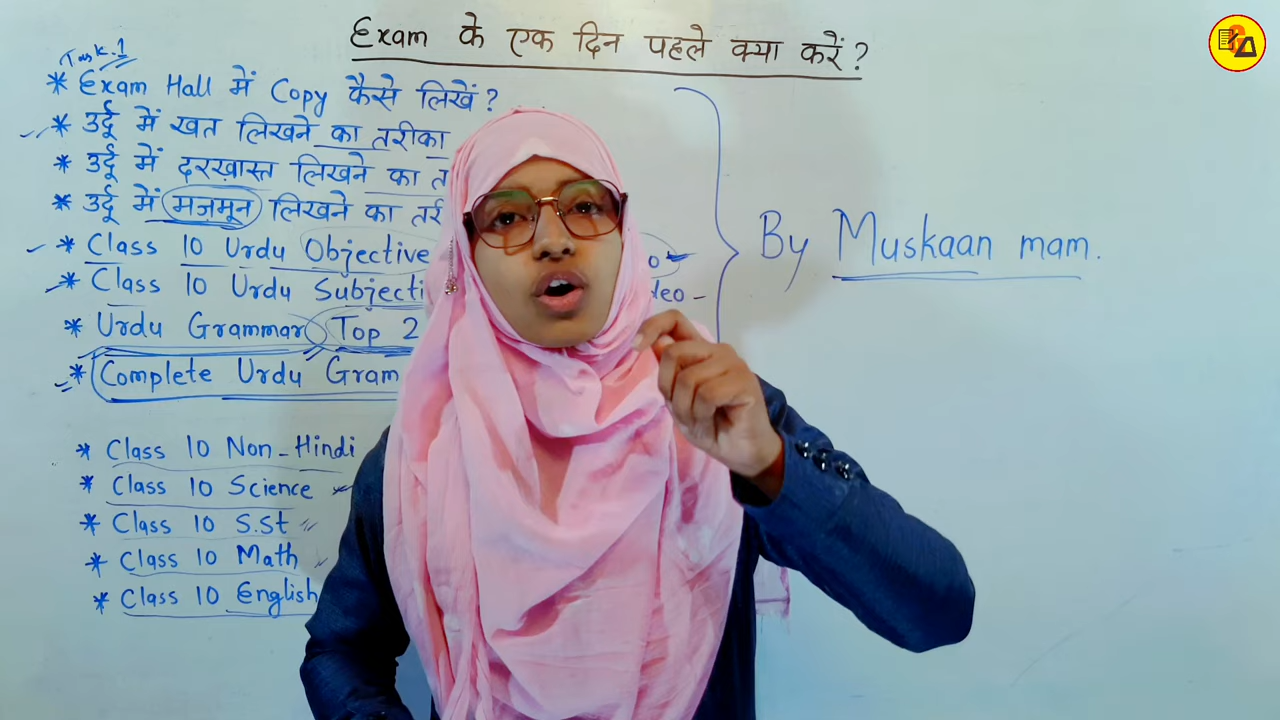 Exam के एक दिन पहले क्या करें?
Task.1
* Exam Hall में Copy कैसे लिखें?
* उर्दू में खत लिखने का तरीका
* उर्दू में दरख़ास्त लिखने का त
* उर्दू में मज़मून लिखने का तरी
* Class 10 Urdu Objective
* Class 10 Urdu Subjecti deo
* Urdu Grammar Top 2
* Complete Urdu Gram
By Muskaan mam.
* Class 10 Non-Hindi
* Class 10 Science
* Class 10 S.St
* Class 10 Math
* Class 10 English